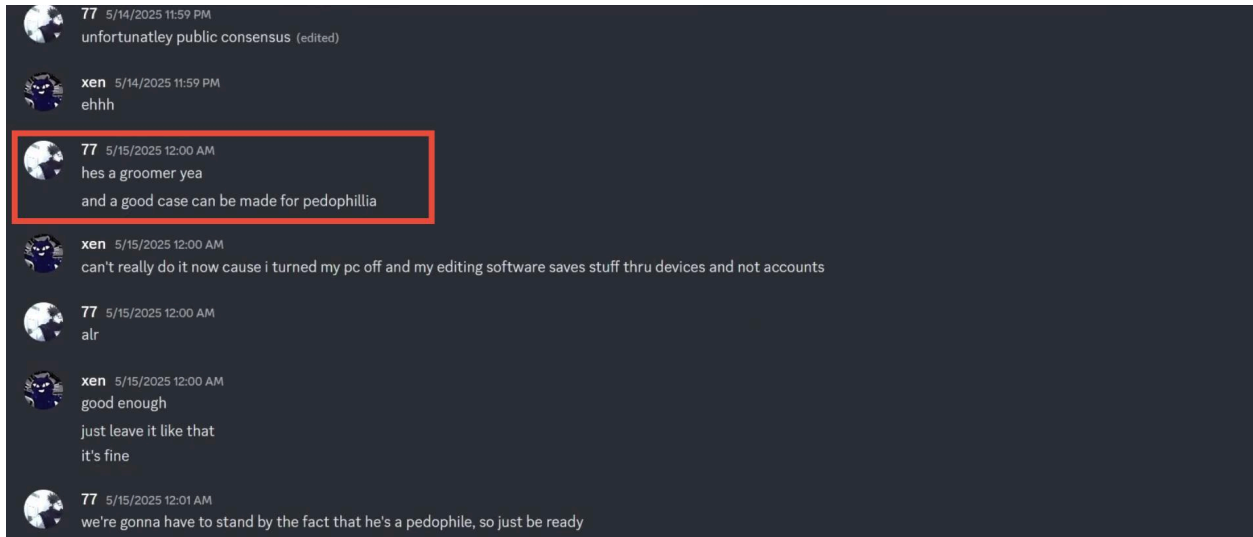 77 5/14/2025 11:59 PM
unfortunatley public consensus (edited)
xen 5/14/2025 11:59 PM
ehhh
77 5/15/2025 12:00 AM
hes a groomer yea
and a good case can be made for pedophillia
xen 5/15/2025 12:00 AM
can't really do it now cause i turned my pc off and my editing software saves stuff thru devices and not accounts
77 5/15/2025 12:00 AM
alr
xen 5/15/2025 12:00 AM
good enough
just leave it like that
it's fine
77 5/15/2025 12:01 AM
we're gonna have to stand by the fact that he's a pedophile, so just be ready